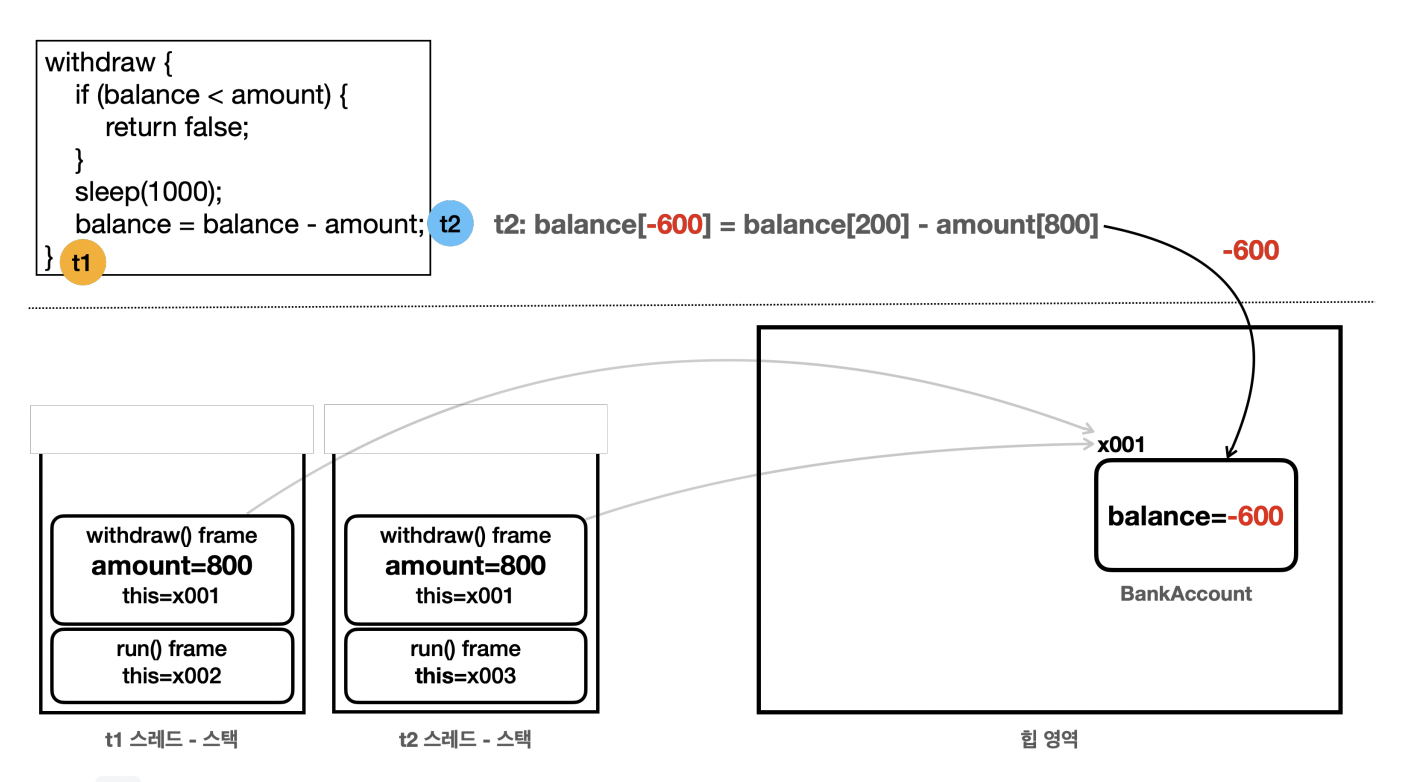 withdraw {
if (balance < amount) {
return false;
}
sleep(1000);
balance = balance - amount;
t2
t2: balance[-600] = balance[200] - amount[800]
}
t1
-600
x001
balance=-600
BankAccount
withdraw() frame
amount=800
this=x001
run() frame
this=x002
t1 스레드 - 스택
withdraw() frame
amount=800
this=x001
run() frame
this=x003
t2 스레드 - 스택
힙 영역